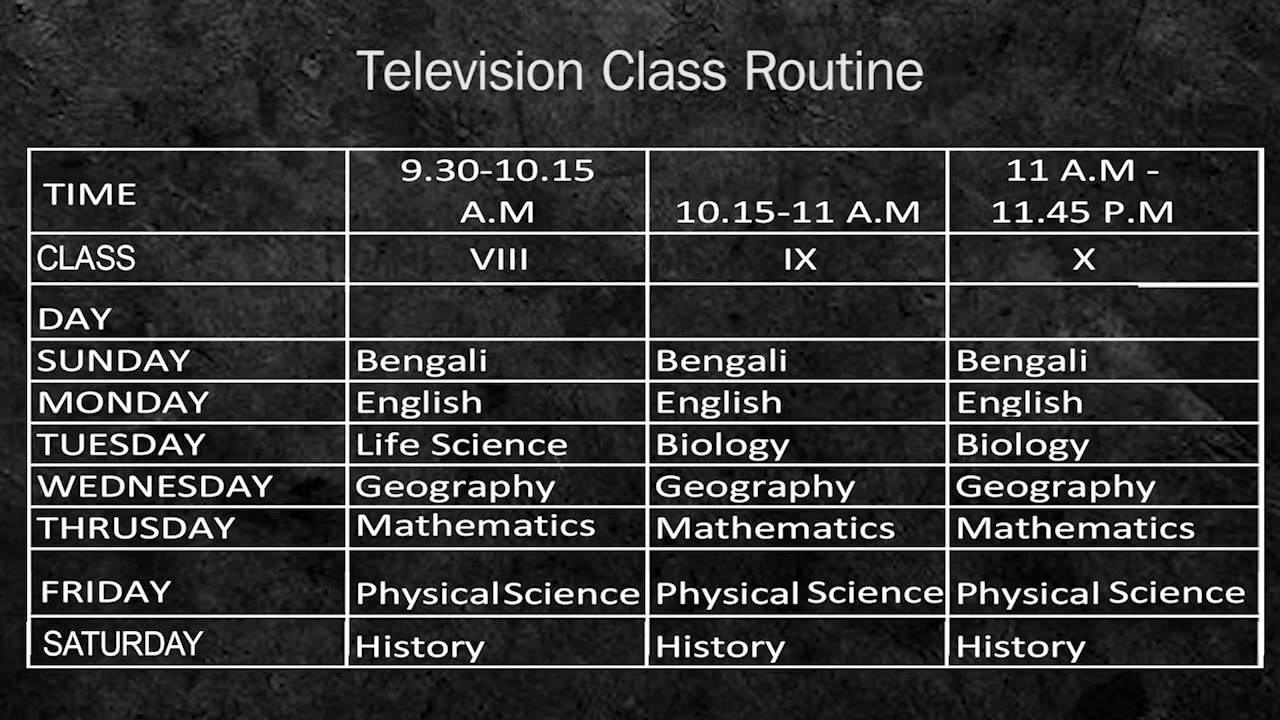 Television Class Routine
TIME 9.30-10.15 A.M 10.15-11 A.M 11 A.M - 11.45 P.M
CLASS VIII IX X
DAY
SUNDAY Bengali Bengali Bengali
MONDAY English English English
TUESDAY Life Science Biology Biology
WEDNESDAY Geography Geography Geography
THRUSDAY Mathematics Mathematics Mathematics
FRIDAY Physical Science Physical Science Physical Science
SATURDAY History History History